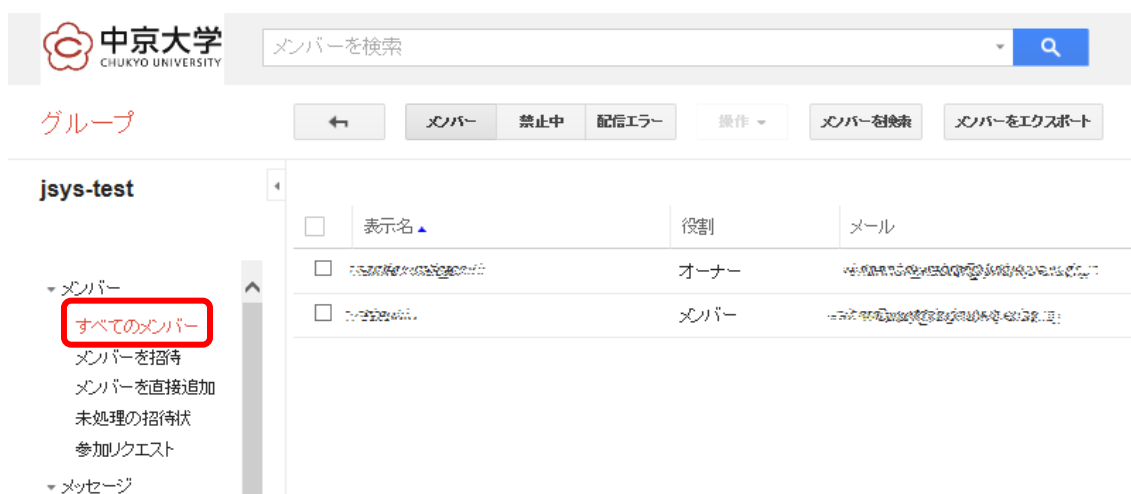 中京大学
CHUKYO UNIVERSITY
メンバーを検索
グループ
メンバー 禁止中 配信エラー 操作 メンバーを検索 メンバーをエクスポート
jsys-test
表示名 役割 メール
オーナー
メンバー
メンバー
すべてのメンバー
メンバーを招待
メンバーを直接追加
未処理の招待状
参加リクエスト
メッセージ